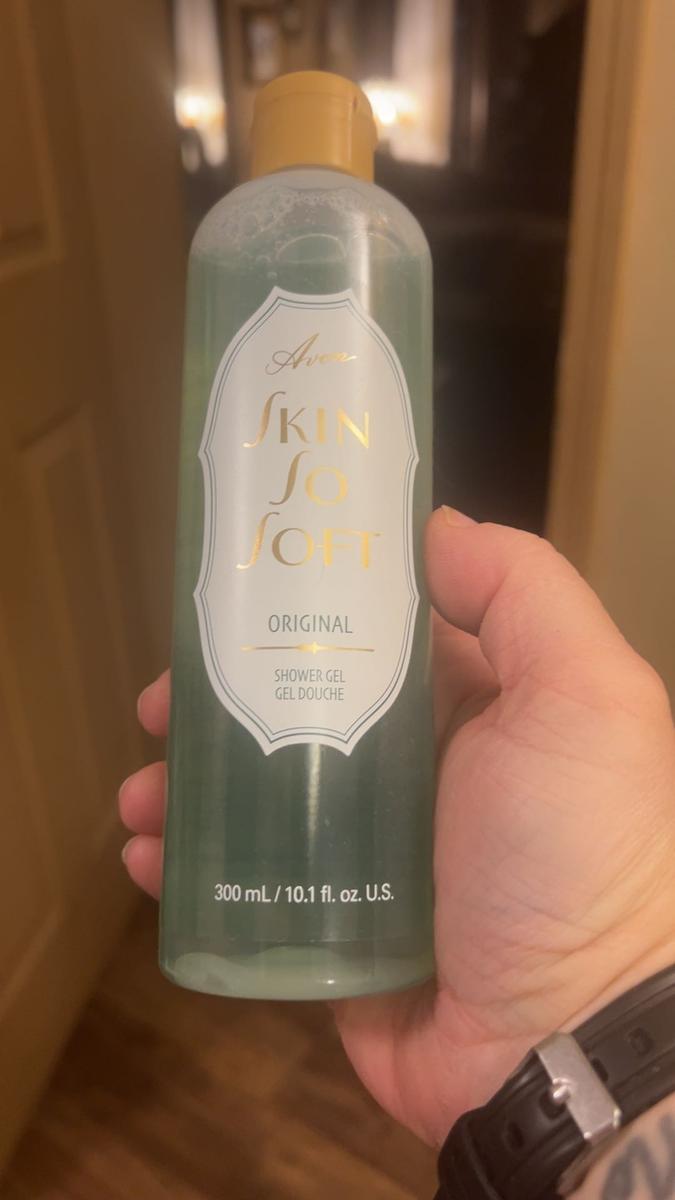 Avon
SKIN
SO
SOFT
ORIGINAL
SHOWER GEL
GEL DOUCHE
300 mL / 10.1 fl. oz. U.S.